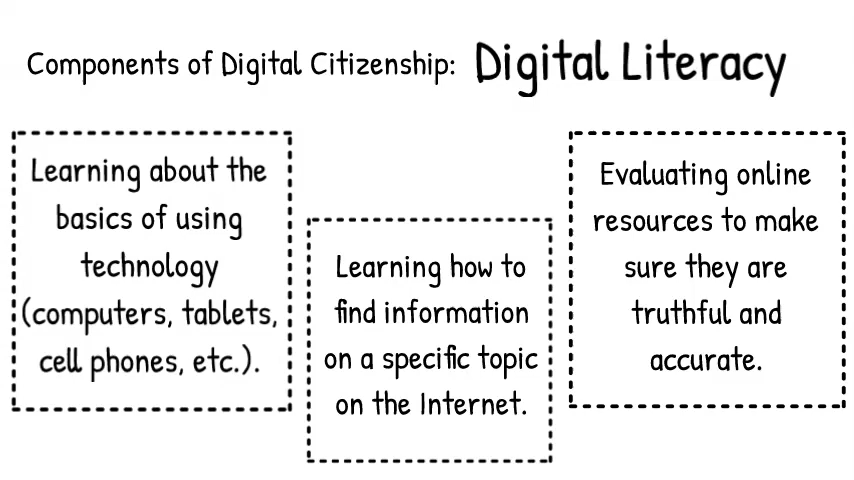 Components of Digital Citizenship: Digital Literacy
Learning about the
basics of using
technology
(computers, tablets,
cell phones, etc.).
Learning how to
find information
on a specific topic
on the Internet.
Evaluating online
resources to make
sure they are
truthful and
accurate.